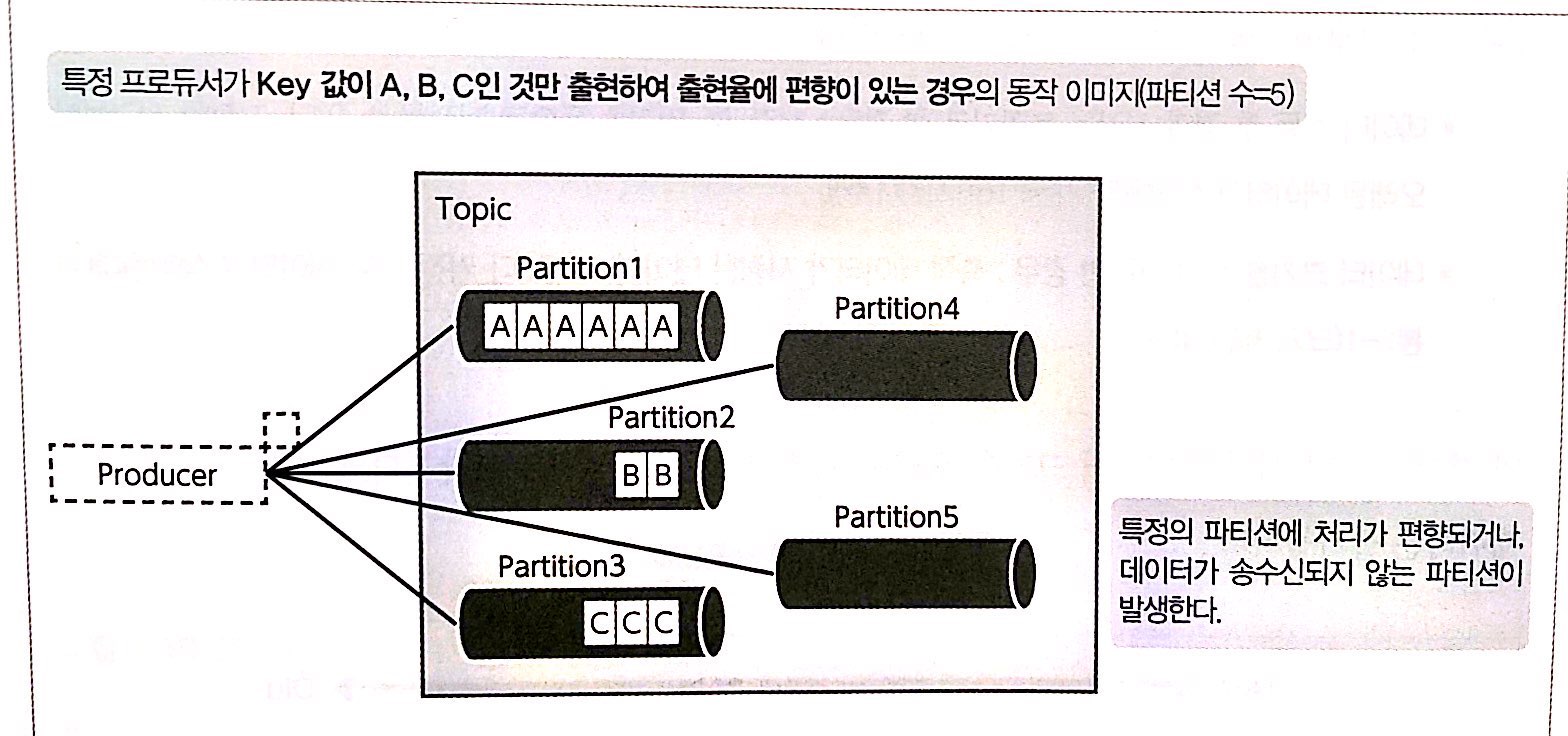 특정 프로듀서가 Key 값이 A, B, C인 것만 출현하여 출현율에 편향이 있는 경우의 동작 이미지(파티션 수=5)
Topic
Partition1
A A A A A A
Partition4
Partition2
B B
Producer
Partition5
Partition3
C C C
특정의 파티션에 처리가 편향되거나,
데이터가 송수신되지 않는 파티션이
발생한다.